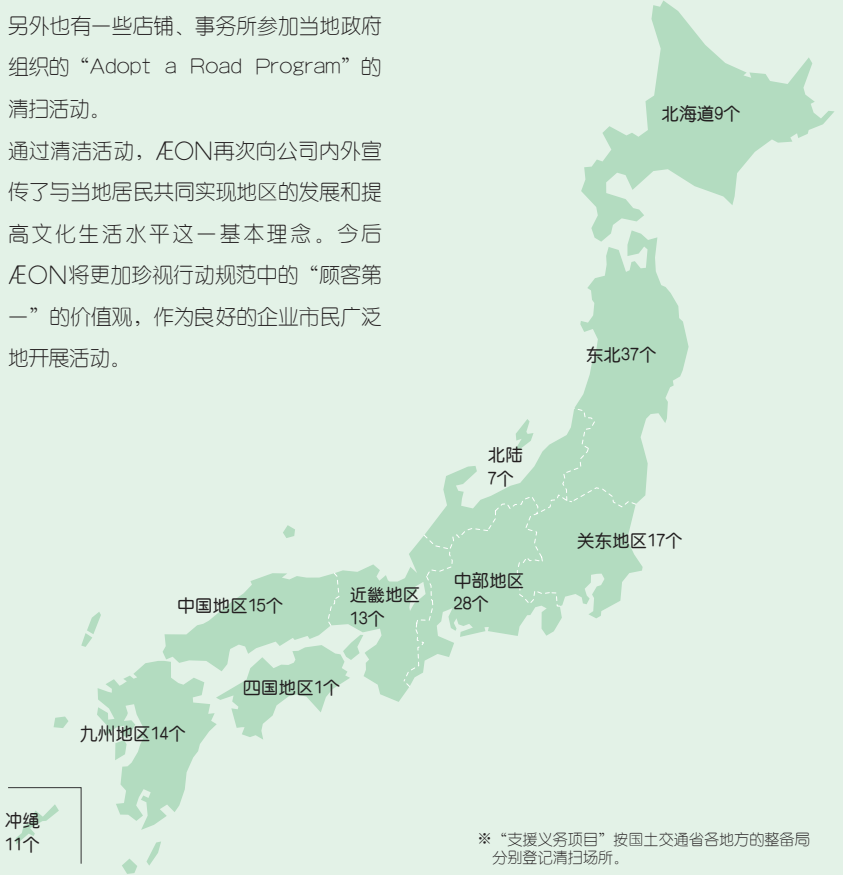 另外也有一些店铺、事务所参加当地政府
组织的“Adopt a Road Program”的
清扫活动。
通过清洁活动，ÆON再次向公司内外宣
传了与当地居民共同实现地区的发展和提
高文化生活水平这一基本理念。今后
ÆON将更加珍视行动规范中的“顾客第
一”的价值观，作为良好的企业市民广泛
地开展活动。
北海道9个
东北37个
北陆
7个
关东地区17个
中部地区
28个
近畿地区
13个
中国地区15个
四国地区1个
九州地区14个
冲绳
11个
※“支援义务项目”按国土交通省各地方的整备局
分别登记清扫场所。